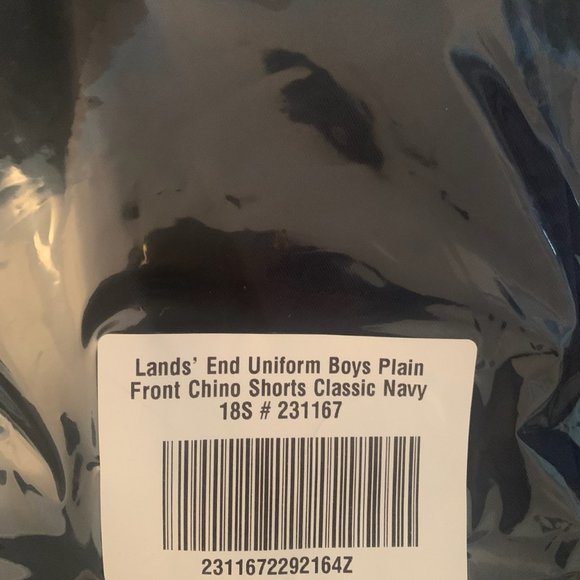 Lands' End Uniform Boys Plain
Front Chino Shorts Classic Navy
18S # 231167
2311672292164Z